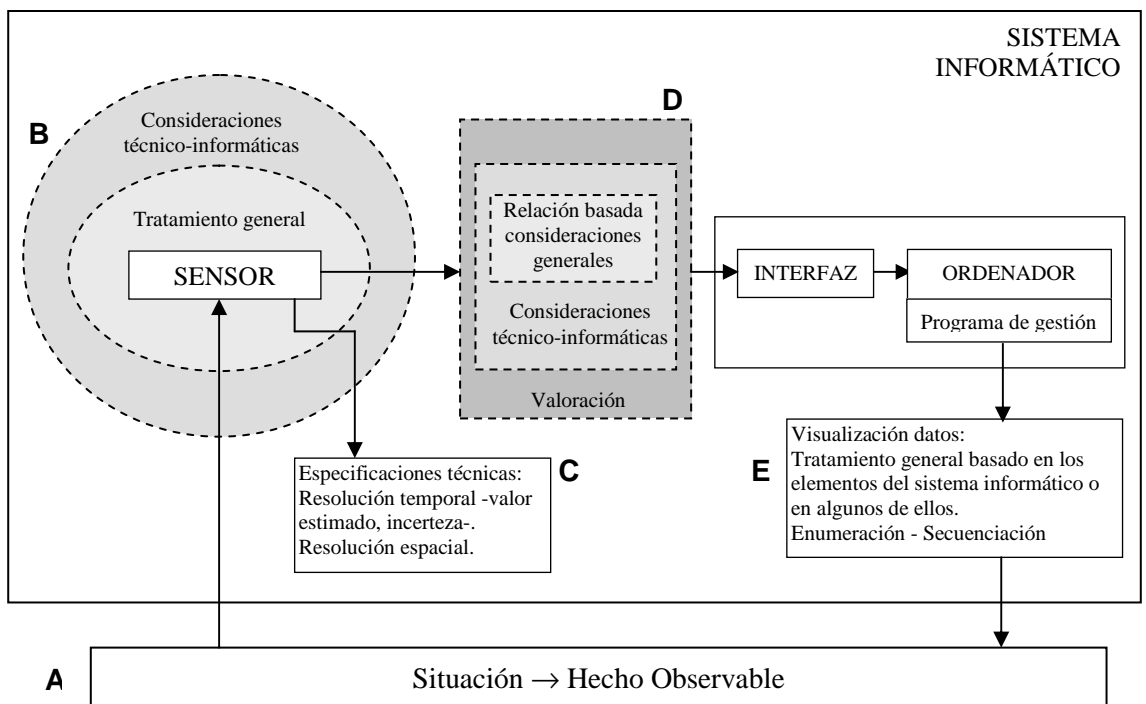 SISTEMA
INFORMÁTICO
B
Consideraciones
técnico-informáticas
Tratamiento general
SENSOR
D
Relación basada
consideraciones
generales
Consideraciones
técnico-informáticas
Valoración
INTERFAZ
ORDENADOR
Programa de gestión
Especificaciones técnicas:
Resolución temporal -valor
estimado, incerteza-.
Resolución espacial.
C
E
Visualización datos:
Tratamiento general basado en los
elementos del sistema informático o
en algunos de ellos.
Enumeración - Secuenciación
A
Situación → Hecho Observable